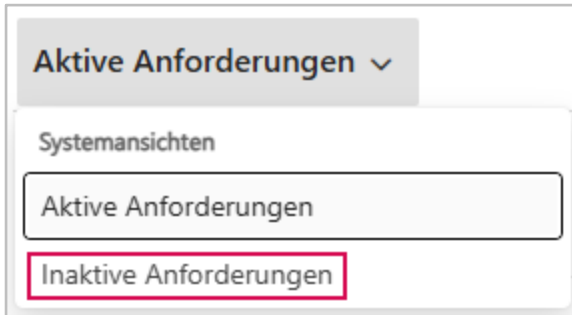 Aktive Anforderungen
Systemansichten
Aktive Anforderungen
Inaktive Anforderungen